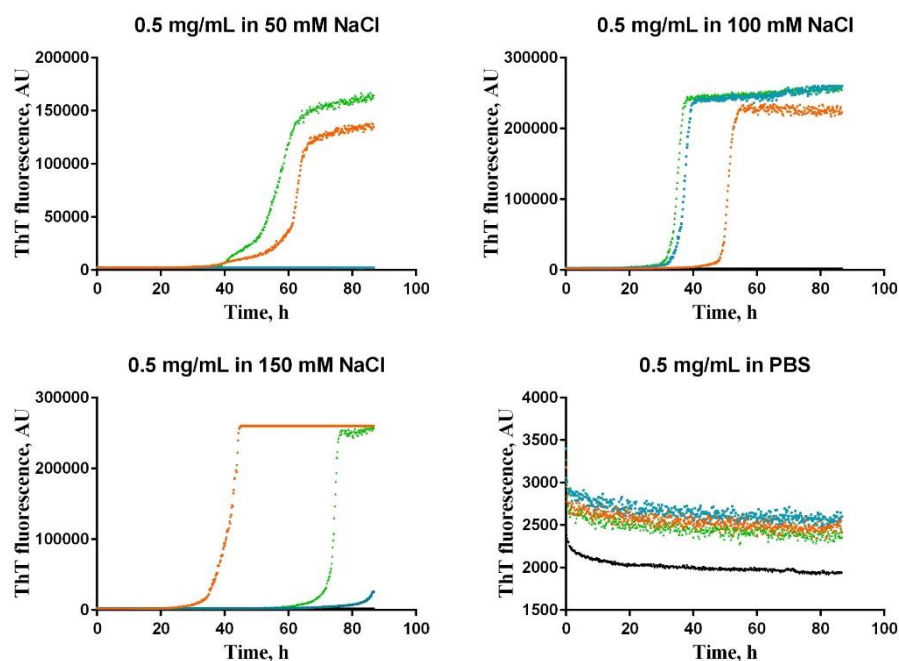 0.5 mg/mL in 50 mM NaCl
ThT fluorescence, AU
200000
150000
100000
50000
0
0 20 40 60 80 100
Time, h
0.5 mg/mL in 100 mM NaCl
ThT fluorescence, AU
300000
200000
100000
0
0 20 40 60 80 100
Time, h
0.5 mg/mL in 150 mM NaCl
ThT fluorescence, AU
300000
200000
100000
0
0 20 40 60 80 100
Time, h
0.5 mg/mL in PBS
ThT fluorescence, AU
4000
3500
3000
2500
2000
1500
0 20 40 60 80 100
Time, h